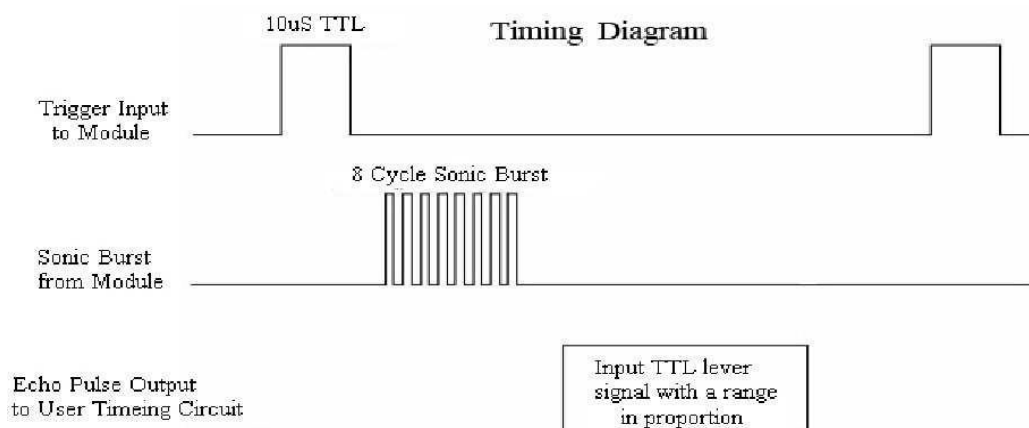 10uS TTL
Timing Diagram
Trigger Input
to Module
8 Cycle Sonic Burst
Sonic Burst
from Module
Echo Pulse Output
to User Timeing Circuit
Input TTL lever
signal with a range
in proportion